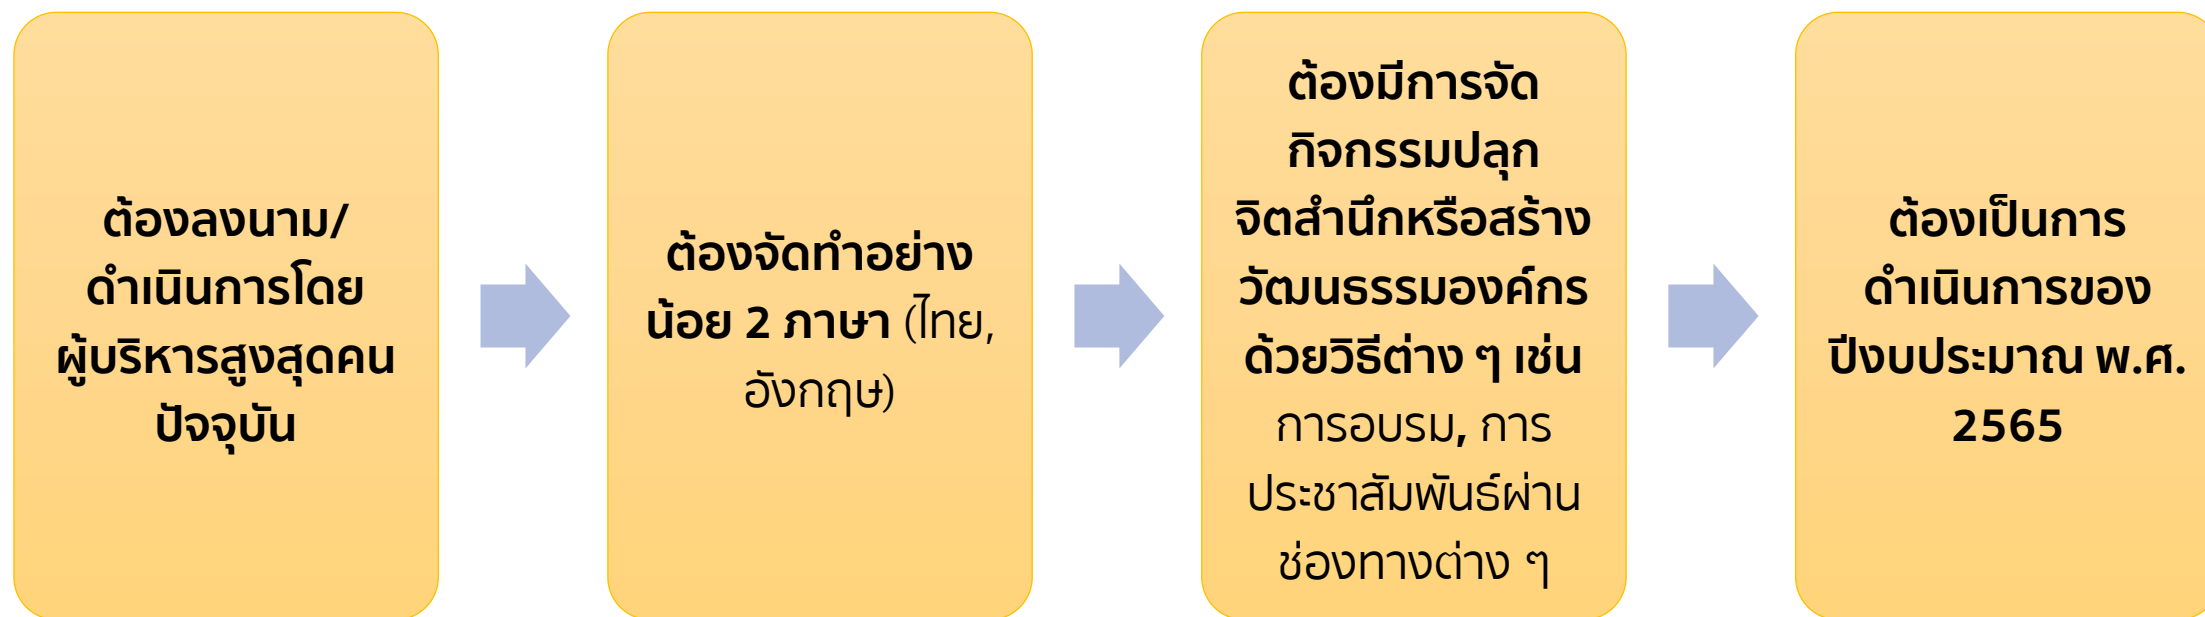 ต้องลงนาม/
ดำเนินการโดย
ผู้บริหารสูงสุดคน
ปัจจุบัน
ต้องจัดทำอย่าง
น้อย 2 ภาษา (ไทย,
อังกฤษ)
ต้องมีการจัด
กิจกรรมปลุก
จิตสำนึกหรือสร้าง
วัฒนธรรมองค์กร
ด้วยวิธีต่าง ๆ เช่น
การอบรม, การ
ประชาสัมพันธ์ผ่าน
ช่องทางต่าง ๆ
ต้องเป็นการ
ดำเนินการของ
ปีงบประมาณ พ.ศ.
2565